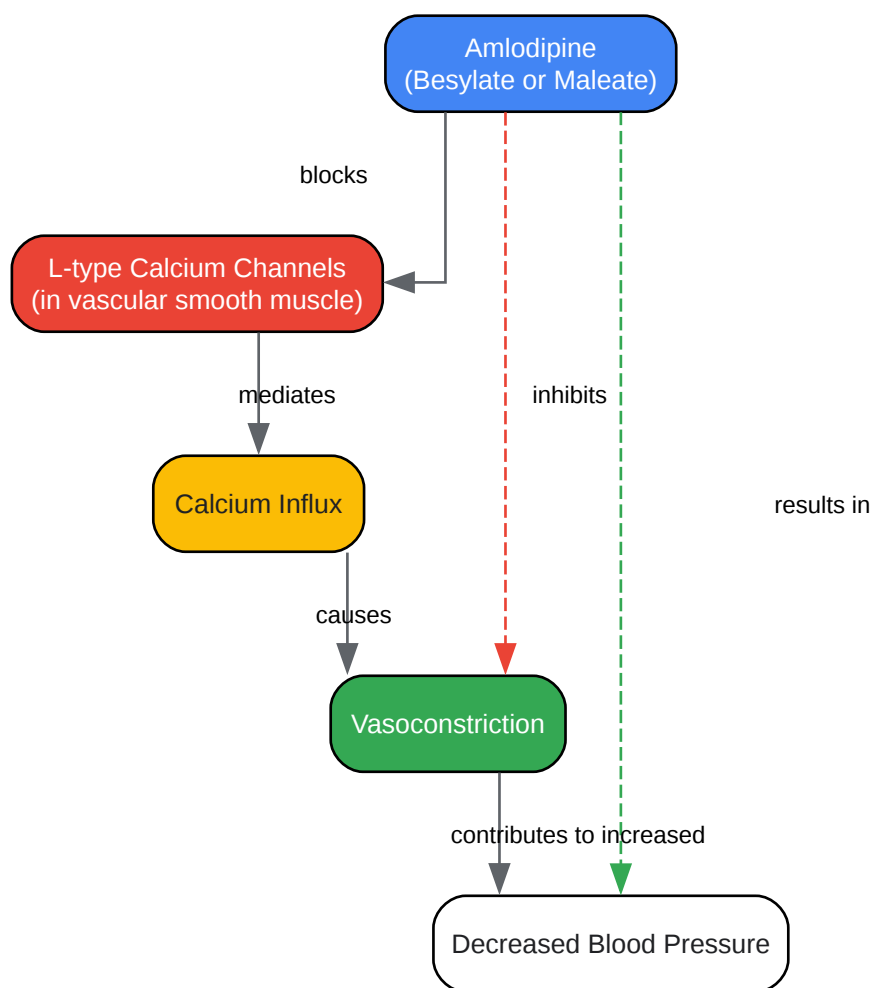 Amlodipine
(Besylate or Maleate)
blocks
L-type Calcium Channels
(in vascular smooth muscle)
mediates
inhibits
Calcium Influx
results in
causes
Vasoconstriction
contributes to increased
Decreased Blood Pressure